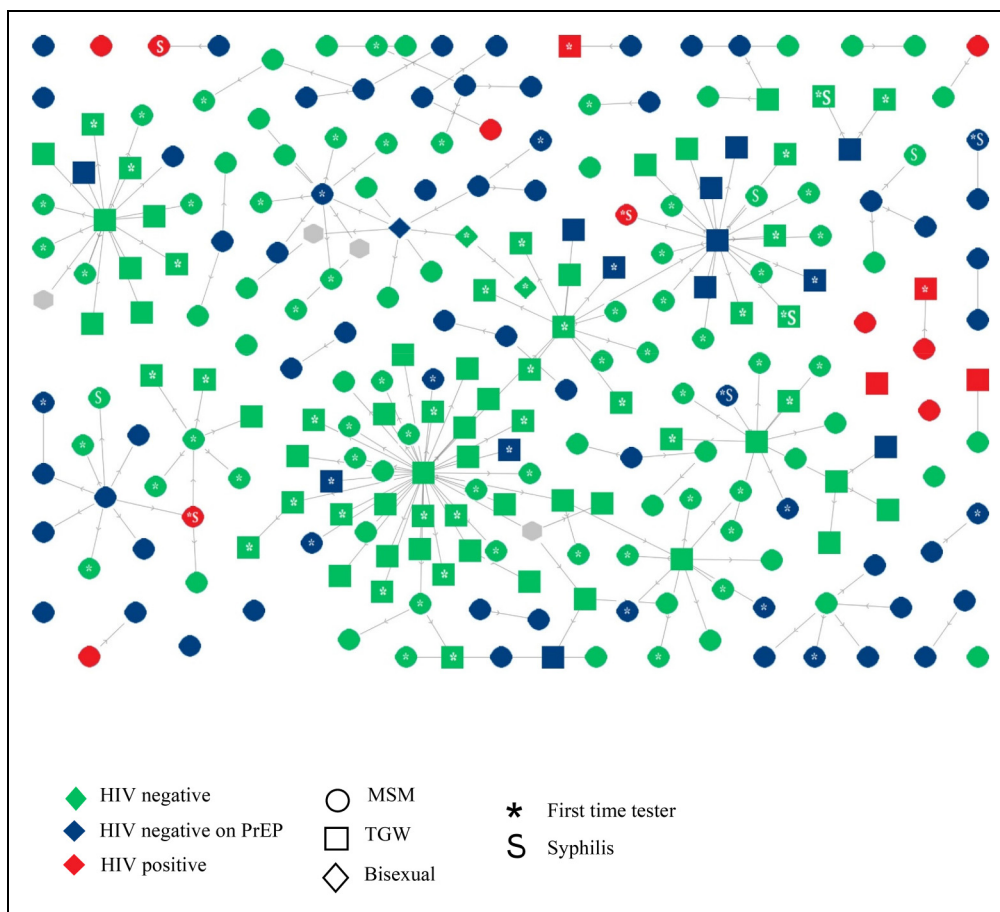 HIV negative
HIV negative on PrEP
HIV positive
MSM
TGW
Bisexual
* First time tester
S Syphilis